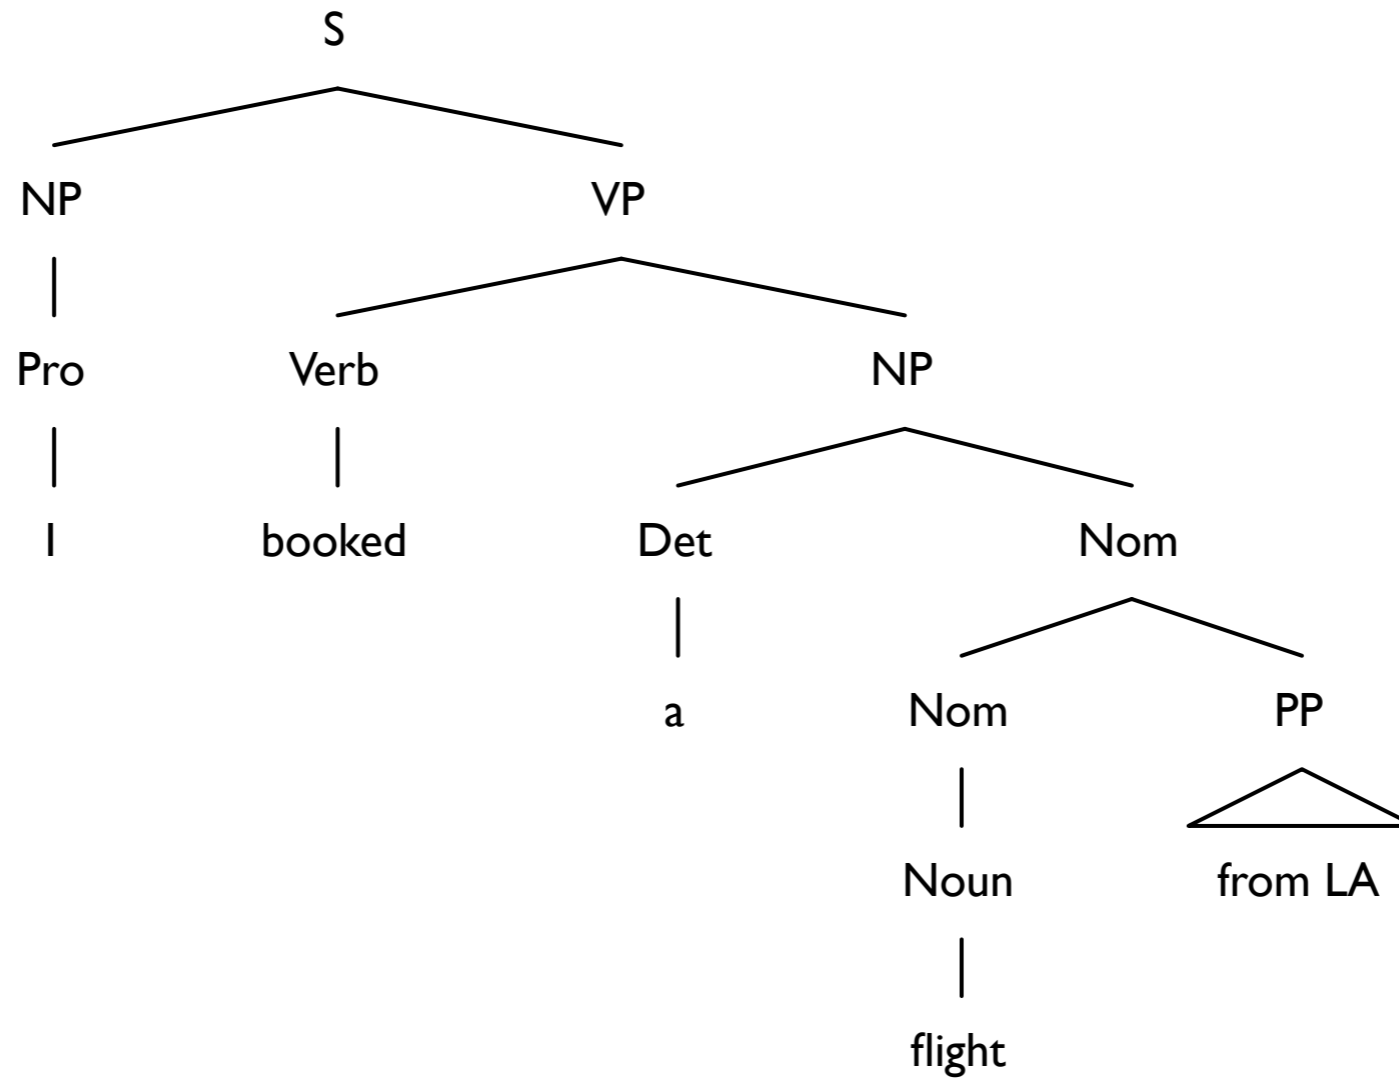 S
NP VP
Pro Verb NP
I booked Det Nom
a Nom PP
Noun from LA
flight